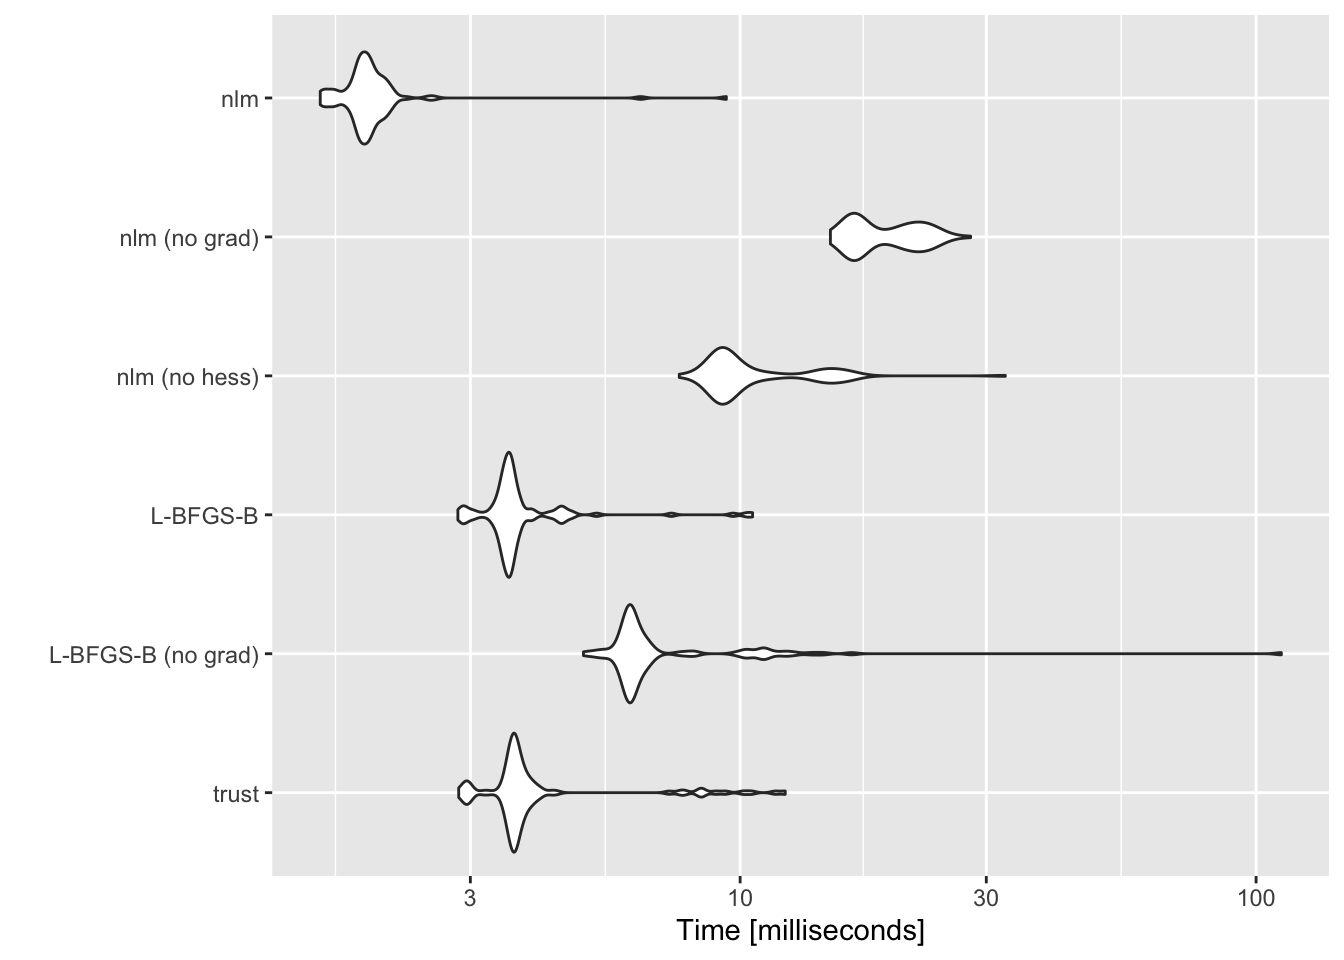 nlm
nlm (no grad)
nlm (no hess)
L-BFGS-B
L-BFGS-B (no grad)
trust
3 10 30 100
Time [milliseconds]